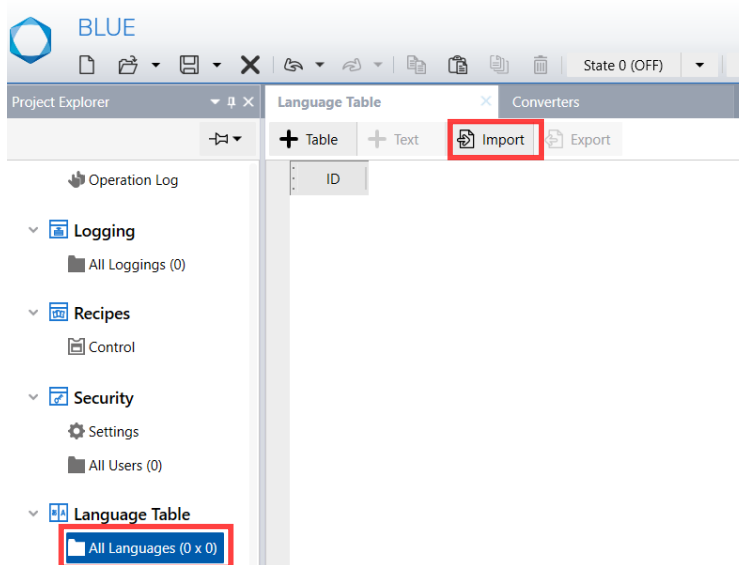 BLUE
State 0 (OFF)
Project Explorer
Language Table
Converters
Table
Text
Import
Export
ID
Operation Log
Logging
All Loggings (0)
Recipes
Control
Security
Settings
All Users (0)
Language Table
All Languages (0 x 0)